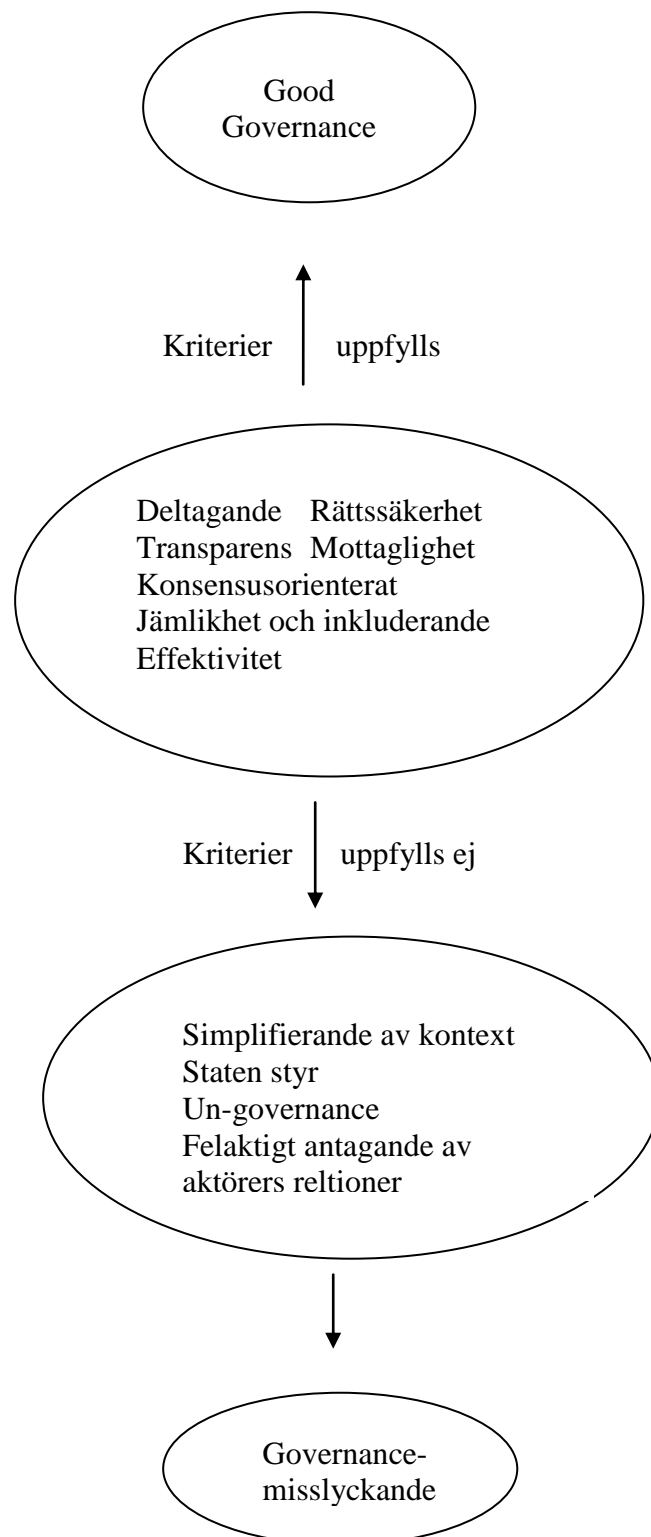 Good
Governance
Kriterier uppfylls
Deltagande Rättssäkerhet
Transparens Mottaglighet
Konsensusorienterat
Jämlikhet och inkluderande
Effektivitet
Kriterier uppfylls ej
Simplifierande av kontext
Staten styr
Un-governance
Felaktigt antagande av
aktörers reltioner
Governance-
misslyckande